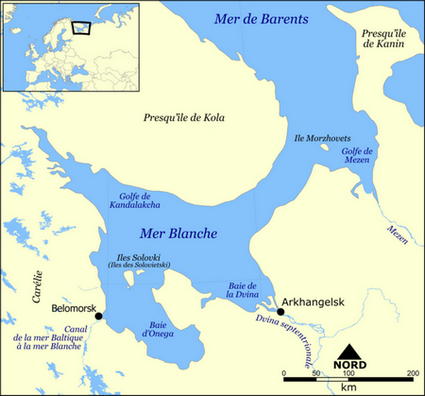 Mer de Barents
Presqu'île
de Kanin
Presqu'île de Kola
Ile Morzhovets
Golfe de
Mezen
Mezen
Golfe de
Kandalakcha
Mer Blanche
Iles Solovki
(Iles des Solovietski)
Carélie
Baie de
la Dvina
Arkhangelsk
Belomorsk
Dvina septentrionale
Canal
de la mer Baltique
à la mer Blanche
Baie
d'Onega
NORD
0 100 200
km